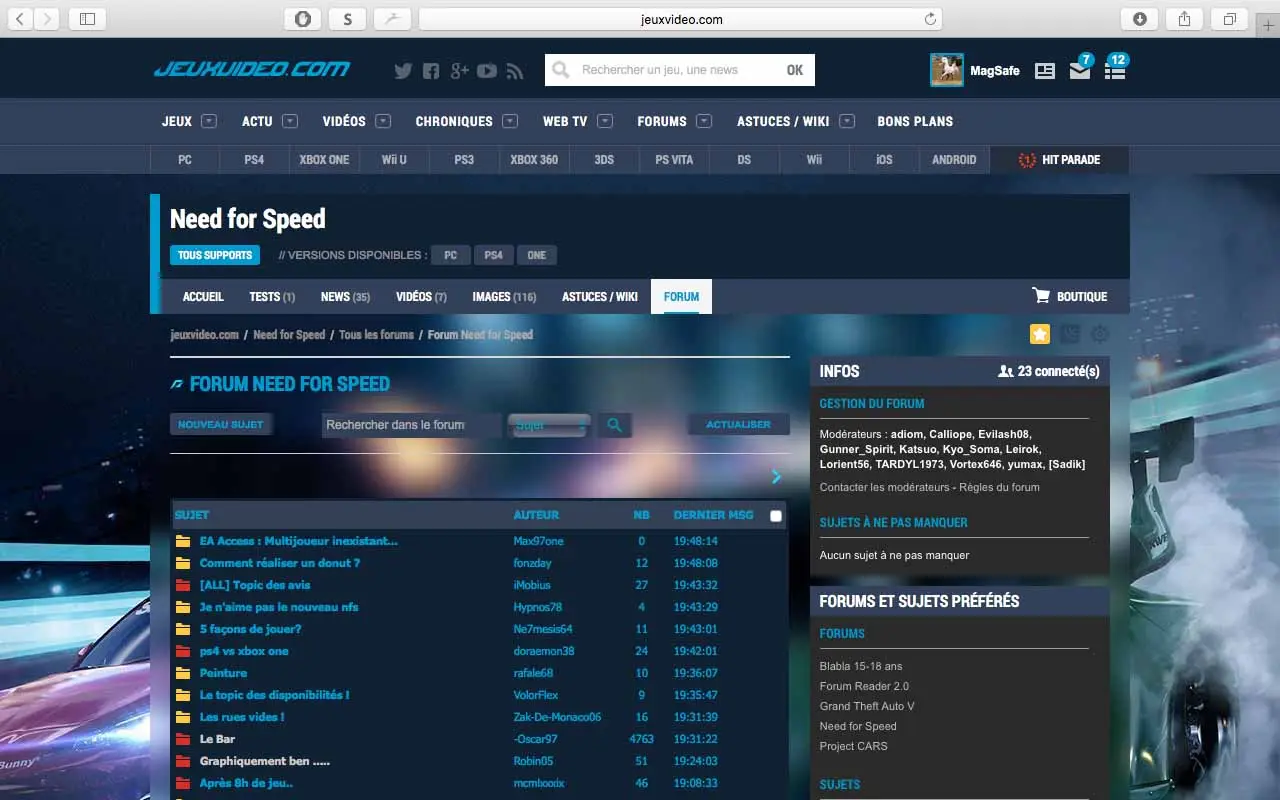 jeuxvideo.com
S
JEUXVIDEO.COM
g+
Rechercher un jeu, une news
OK
MagSafe
7
12
JEUX
ACTU
VIDÉOS
CHRONIQUES
WEB TV
FORUMS
ASTUCES / WIKI
BONS PLANS
PC
PS4
XBOX ONE
Wii U
PS3
XBOX 360
3DS
PS VITA
DS
Wii
iOS
ANDROID
1
HIT PARADE
Need for Speed
TOUS SUPPORTS
// VERSIONS DISPONIBLES :
PC
PS4
ONE
ACCUEIL
TESTS (1)
NEWS (35)
VIDÉOS (7)
IMAGES (116)
ASTUCES / WIKI
FORUM
BOUTIQUE
jeuxvideo.com / Need for Speed / Tous les forums / Forum Need for Speed
FORUM NEED FOR SPEED
NOUVEAU SUJET
Rechercher dans le forum
Sujet
ACTUALISER
SUJET AUTEUR NB DERNIER MSG
EA Access : Multijoueur inexistant... Max97one 0 19:48:14
Comment réaliser un donut ? fonzday 12 19:48:08
[ALL] Topic des avis iMobius 27 19:43:32
Je n'aime pas le nouveau nfs Hypnos78 4 19:43:29
5 façons de jouer? Ne7mesis64 11 19:43:01
ps4 vs xbox one doraemon38 24 19:42:01
Peinture rafale68 10 19:36:07
Le topic des disponibilités ! VolorFlex 9 19:35:47
Les rues vides ! Zak-De-Monaco06 16 19:31:39
Le Bar -Oscar97 4763 19:31:22
Graphiquement ben ..... Robin05 51 19:24:03
Après 8h de jeu.. mcmlxxxix 46 19:08:33
INFOS
23 connecté(s)
GESTION DU FORUM
Modérateurs : adiom, Calliope, Evilash08,
Gunner_Spirit, Katsuo, Kyo_Soma, Leirok,
Lorient56, TARDYL1973, Vortex646, yumax, [Sadik]
Contacter les modérateurs - Règles du forum
SUJETS À NE PAS MANQUER
Aucun sujet à ne pas manquer
FORUMS ET SUJETS PRÉFÉRÉS
FORUMS
Blabla 15-18 ans
Forum Reader 2.0
Grand Theft Auto V
Need for Speed
Project CARS
SUJETS
Bunny